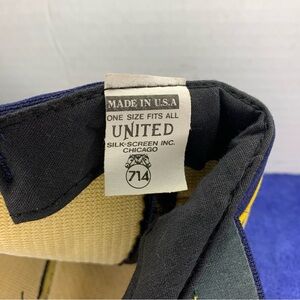 MADE IN U.S.A
ONE SIZE FITS ALL
UNITED
SILK-SCREEN INC.
CHICAGO
714